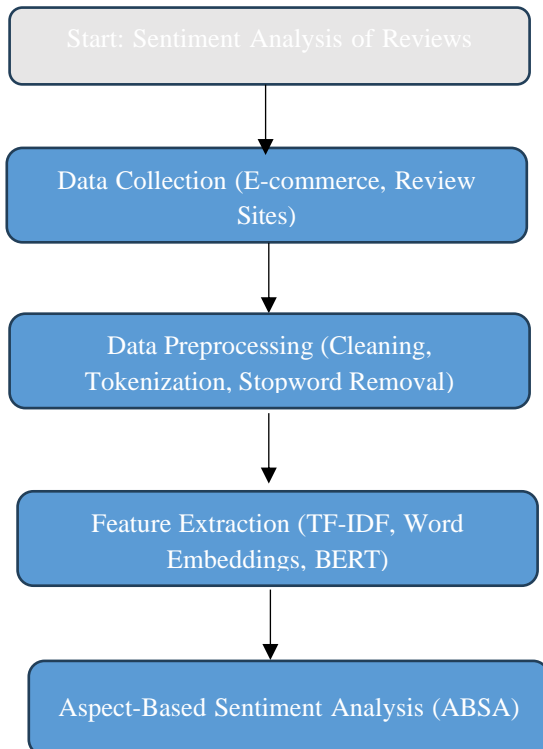 Start: Sentiment Analysis of Reviews
Data Collection (E-commerce, Review
Sites)
Data Preprocessing (Cleaning,
Tokenization, Stopword Removal)
Feature Extraction (TF-IDF, Word
Embeddings, BERT)
Aspect-Based Sentiment Analysis (ABSA)